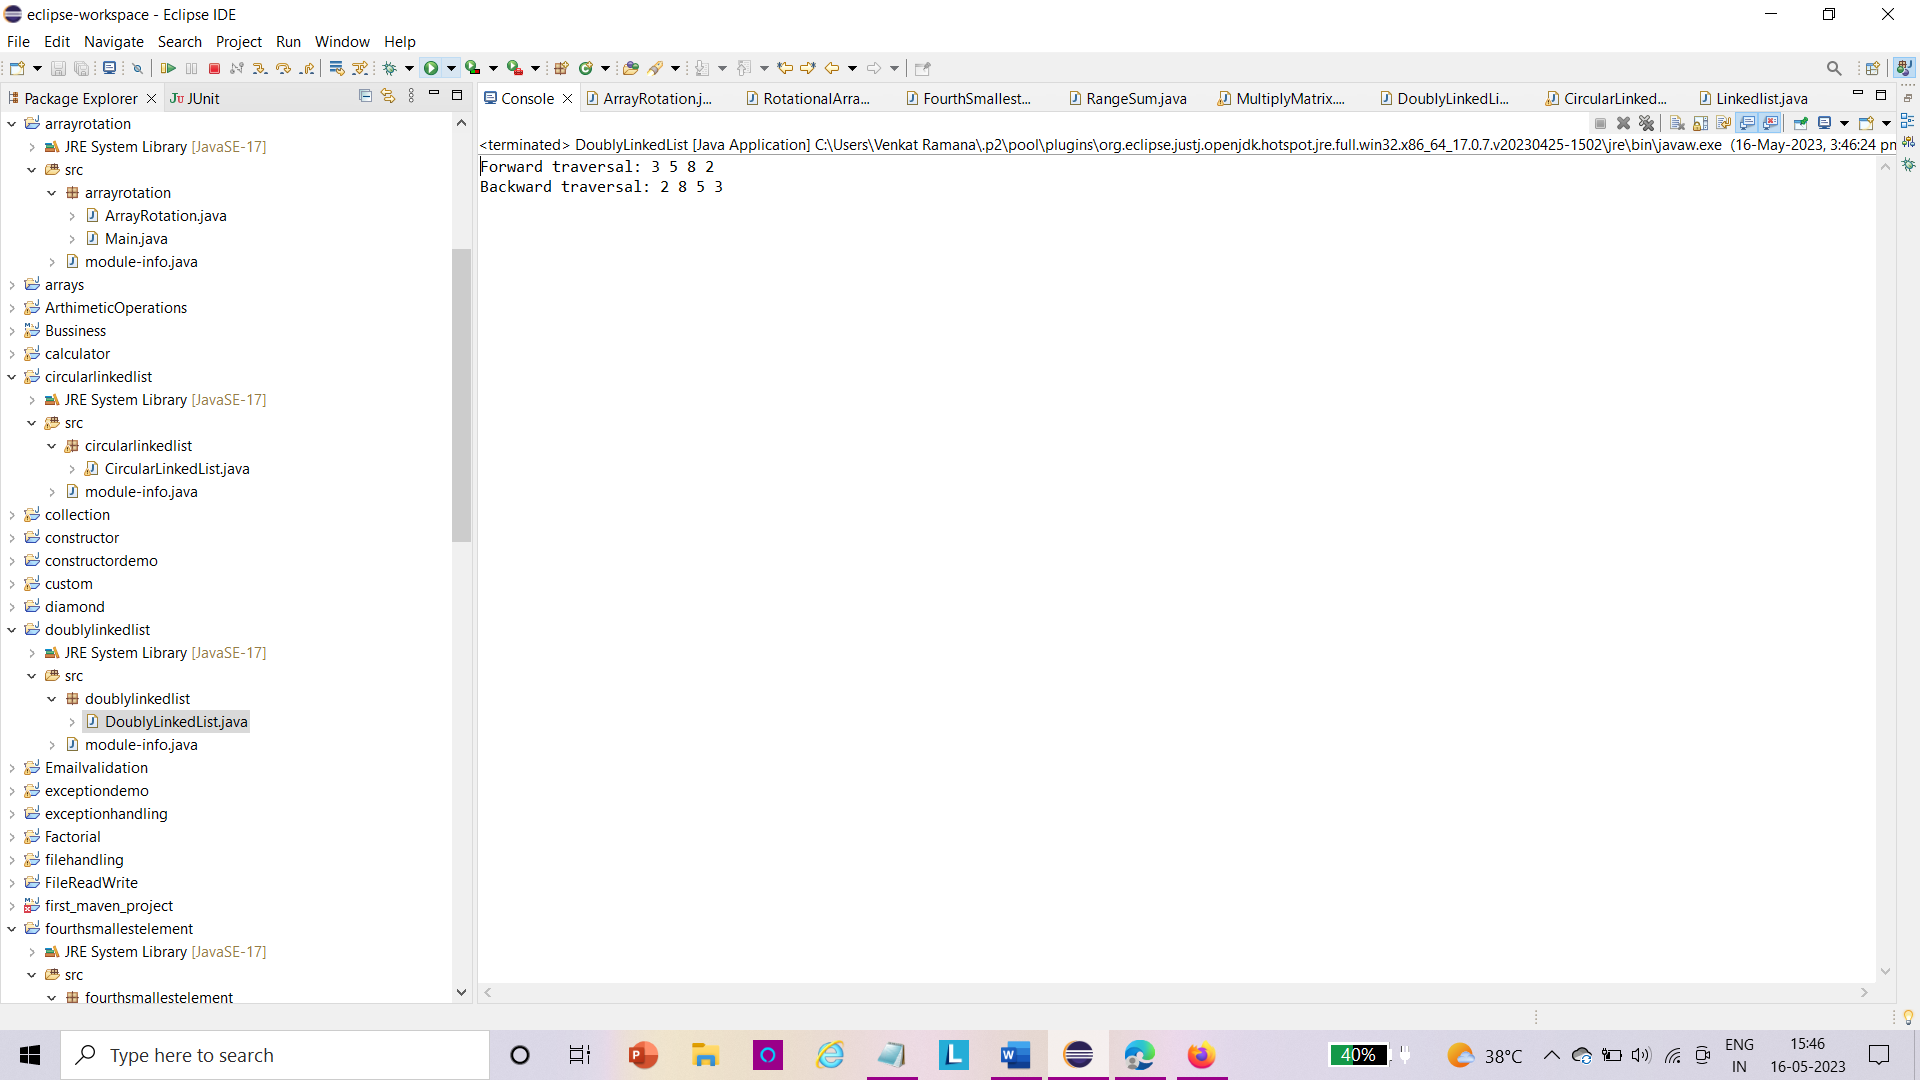 eclipse-workspace - Eclipse IDE
File Edit Navigate Search Project Run Window Help
Package Explorer
JUnit
Console
ArrayRotation.j...
RotationalArra...
FourthSmallest...
RangeSum.java
MultiplyMatrix....
DoublyLinkedLi...
CircularLinked...
Linkedlist.java
<terminated> DoublyLinkedList [Java Application] C:\Users\Venkat Ramana\.p2\pool\plugins\org.eclipse.justj.openjdk.hotspot.jre.full.win32.x86_64_17.0.7.v20230425-1502\jre\bin\javaw.exe (16-May-2023, 3:46:24 pn
Forward traversal: 3 5 8 2
Backward traversal: 2 8 5 3
arrayrotation
JRE System Library [JavaSE-17]
src
arrayrotation
ArrayRotation.java
Main.java
module-info.java
arrays
ArthimeticOperations
Bussiness
calculator
circularlinkedlist
JRE System Library [JavaSE-17]
src
circularlinkedlist
CircularLinkedList.java
module-info.java
collection
constructor
constructordemo
custom
diamond
doublylinkedlist
JRE System Library [JavaSE-17]
src
doublylinkedlist
DoublyLinkedList.java
module-info.java
Emailvalidation
exceptiondemo
exceptionhandling
Factorial
filehandling
FileReadWrite
first_maven_project
fourthsmallestelement
JRE System Library [JavaSE-17]
src
fourthsmallestelement
Type here to search
40%
38°C
ENG
IN
15:46
16-05-2023